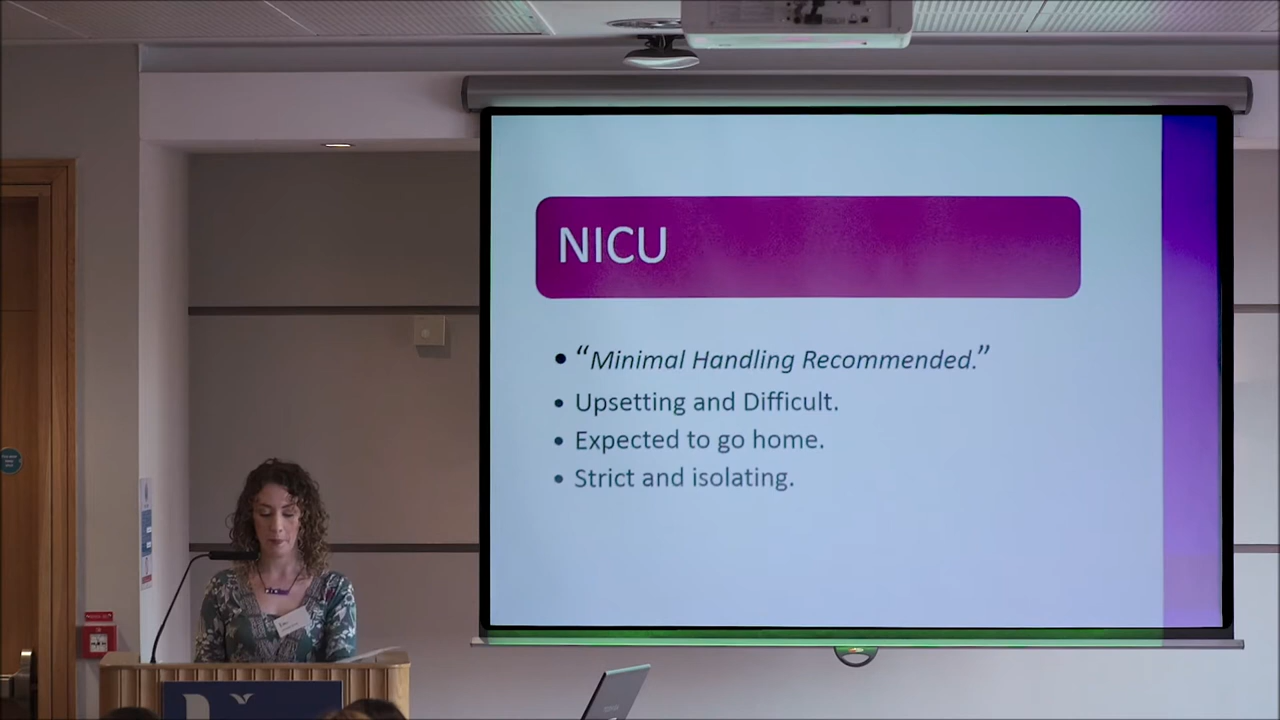 NICU
• “Minimal Handling Recommended.”
• Upsetting and Difficult.
• Expected to go home.
• Strict and isolating.